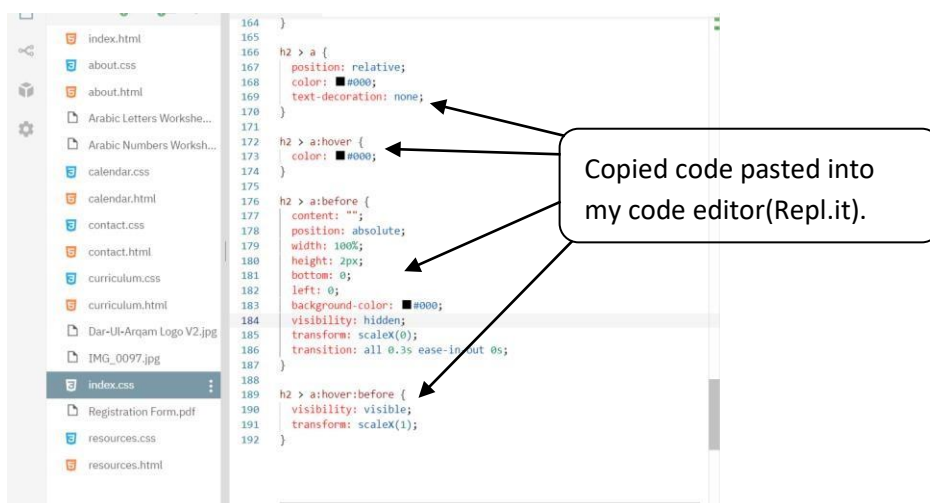 index.html
about.css
about.html
Arabic Letters Workshe...
Arabic Numbers Worksh...
calendar.css
calendar.html
contact.css
contact.html
curriculum.css
curriculum.html
Dar-Ul-Arqam Logo V2.jpg
IMG_0097.jpg
index.css
Registration Form.pdf
resources.css
resources.html
164 }
165
166 h2 > a {
167 position: relative;
168 color: #000;
169 text-decoration: none;
170 }
171
172 h2 > a:hover {
173 color: #000;
174 }
175
176 h2 > a:before {
177 content: "";
178 position: absolute;
179 width: 100%;
180 height: 2px;
181 bottom: 0;
182 left: 0;
183 background-color: #000;
184 visibility: hidden;
185 transform: scaleX(0);
186 transition: all 0.3s ease-in-out 0s;
187 }
188
189 h2 > a:hover:before {
190 visibility: visible;
191 transform: scaleX(1);
192 }
Copied code pasted into
my code editor(Repl.it).